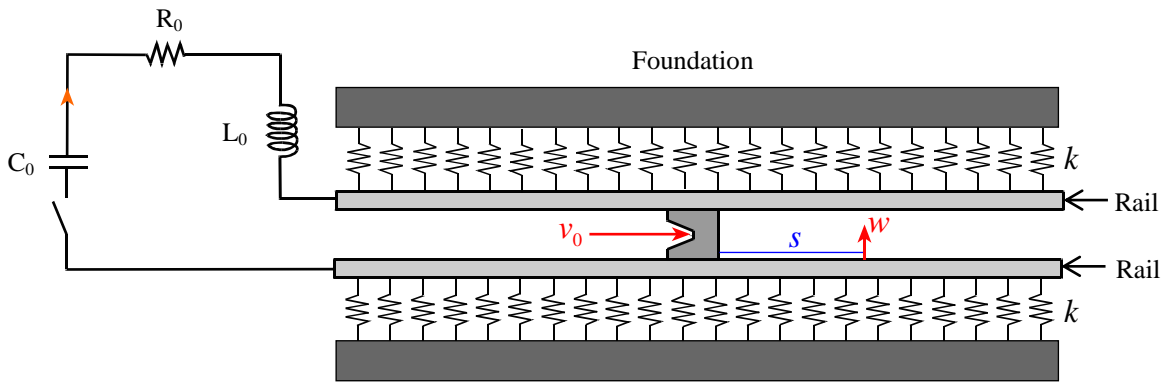 R₀
Foundation
L₀
C₀
k
Rail
v₀
s
w
Rail
k